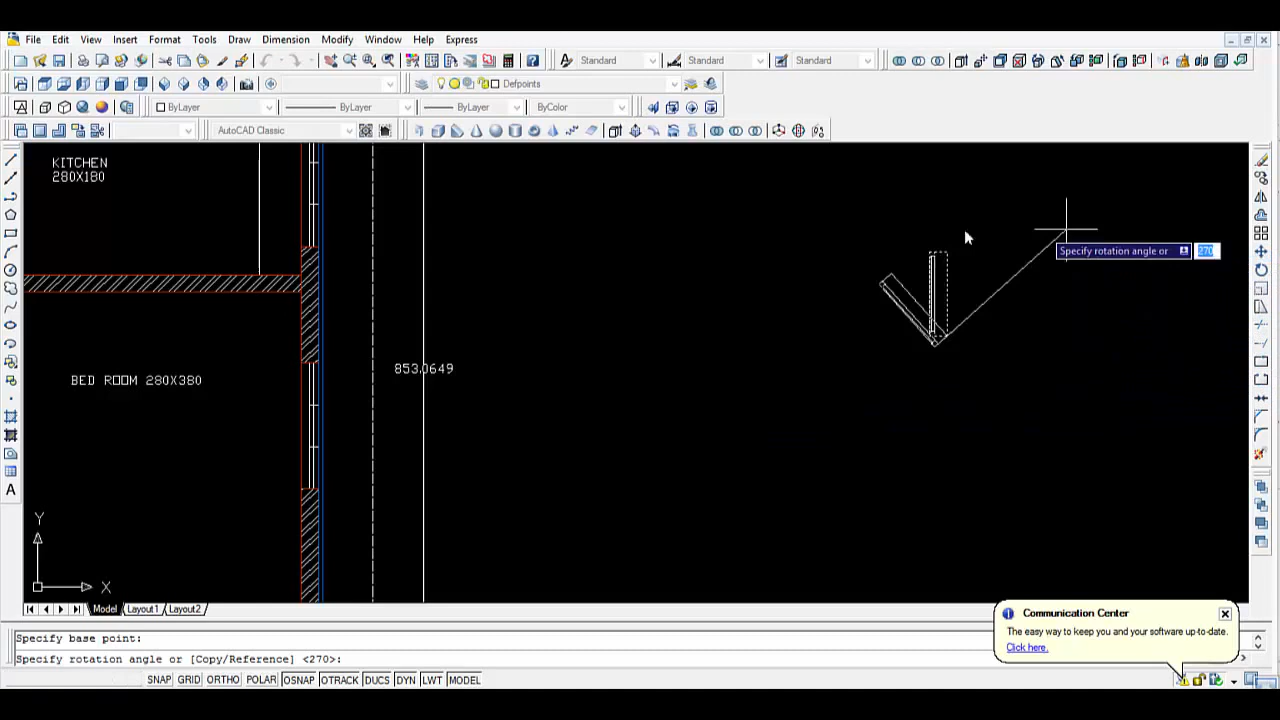 File Edit View Insert Format Tools Draw Dimension Modify Window Help Express
Standard Standard Standard
Defpoints
ByLayer ByLayer ByLayer ByColor
AutoCAD Classic
KITCHEN
280X180
Specify rotation angle or 270
853.0649
BED ROOM 280X380
A
Y
X
Model Layout1 Layout2
Communication Center
The easy way to keep you and your software up-to-date.
Click here.
Specify base point:
Specify rotation angle or [Copy/Reference] <270>:
SNAP GRID ORTHO POLAR OSNAP OTRACK DUCS DYN LWT MODEL